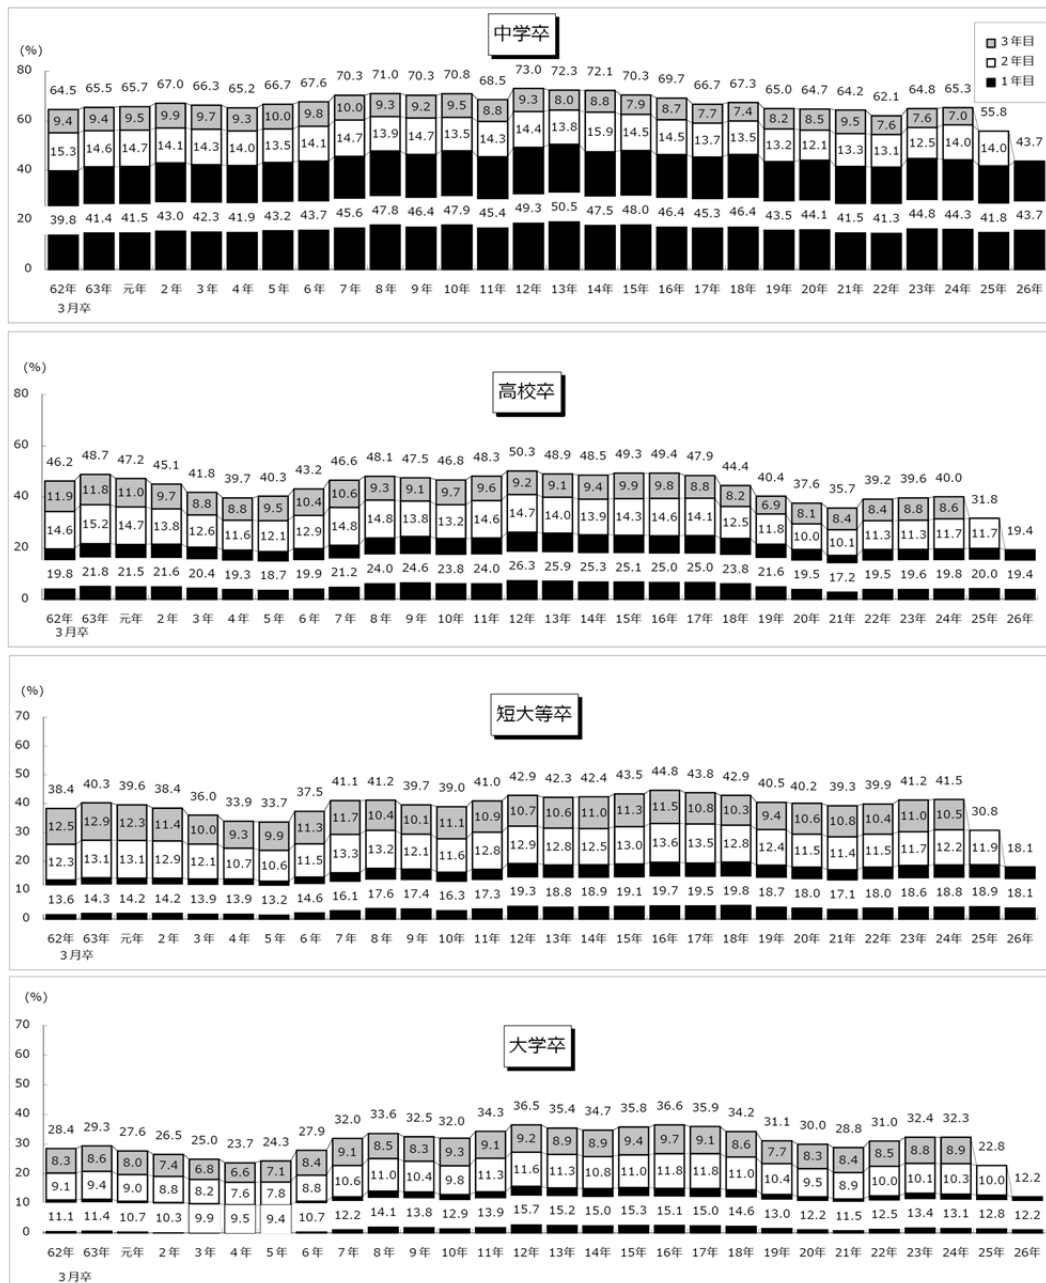 中学卒
(%)
3年目
2年目
1年目
80
64.5 65.5 65.7 67.0 66.3 65.2 66.7 67.6 70.3 71.0 70.3 70.8 68.5 73.0 72.3 72.1 70.3 69.7 66.7 67.3 65.0 64.7 64.2 62.1 64.8 65.3 55.8 43.7
9.4 9.4 9.5 9.9 9.7 9.3 10.0 9.8 10.0 9.3 9.2 9.5 8.8 9.3 8.0 8.8 7.9 8.7 7.7 7.4 8.2 8.5 9.5 7.6 7.6 7.0
60
15.3 14.6 14.7 14.1 14.3 14.0 13.5 14.1 14.7 13.9 14.7 13.5 14.3 14.4 13.8 15.9 14.5 14.5 13.7 13.5 13.2 12.1 13.3 13.1 12.5 14.0 14.0
40
20
39.8 41.4 41.5 43.0 42.3 41.9 43.2 43.7 45.6 47.8 46.4 47.9 45.4 49.3 50.5 47.5 48.0 46.4 45.3 46.4 43.5 44.1 41.5 41.3 44.8 44.3 41.8 43.7
0
62年 63年 元年 2年 3年 4年 5年 6年 7年 8年 9年 10年 11年 12年 13年 14年 15年 16年 17年 18年 19年 20年 21年 22年 23年 24年 25年 26年
3月卒
高校卒
(%)
80
60
46.2 48.7 47.2 45.1 41.8 39.7 40.3 43.2 46.6 48.1 47.5 46.8 48.3 50.3 48.9 48.5 49.3 49.4 47.9 44.4 40.4 37.6 35.7 39.2 39.6 40.0 31.8 19.4
40
11.9 11.8 11.0 9.7 8.8 8.8 9.5 10.4 10.6 9.3 9.1 9.7 9.6 9.2 9.1 9.4 9.9 9.8 8.8 8.2 6.9 8.1 8.4 8.4 8.8 8.6
14.6 15.2 14.7 13.8 12.6 11.6 12.1 12.9 14.8 14.8 13.8 13.2 14.6 14.7 14.0 13.9 14.3 14.6 14.1 12.5 11.8 10.0 10.1 11.3 11.3 11.7 11.7
20
19.8 21.8 21.5 21.6 20.4 19.3 18.7 19.9 21.2 24.0 24.6 23.8 24.0 26.3 25.9 25.3 25.1 25.0 25.0 23.8 21.6 19.5 17.2 19.5 19.6 19.8 20.0 19.4
0
62年 63年 元年 2年 3年 4年 5年 6年 7年 8年 9年 10年 11年 12年 13年 14年 15年 16年 17年 18年 19年 20年 21年 22年 23年 24年 25年 26年
3月卒
短大等卒
(%)
70
60
50
38.4 40.3 39.6 38.4 36.0 33.9 33.7 37.5 41.1 41.2 39.7 39.0 41.0 42.9 42.3 42.4 43.5 44.8 43.8 42.9 40.5 40.2 39.3 39.9 41.2 41.5 30.8 18.1
40
12.5 12.9 12.3 11.4 10.0 9.3 9.9 11.3 11.7 10.4 10.1 11.1 10.9 10.7 10.6 11.0 11.3 11.5 10.8 10.3 9.4 10.6 10.8 10.4 11.0 10.5
30
12.3 13.1 13.1 12.9 12.1 10.7 10.6 11.5 13.3 13.2 12.1 11.6 12.8 12.9 12.8 12.5 13.0 13.6 13.5 12.8 12.4 11.5 11.4 11.5 11.7 12.2 11.9
20
10
13.6 14.3 14.2 14.2 13.9 13.9 13.2 14.6 16.1 17.6 17.4 16.3 17.3 19.3 18.8 18.9 19.1 19.7 19.5 19.8 18.7 18.0 17.1 18.0 18.6 18.8 18.9 18.1
0
62年 63年 元年 2年 3年 4年 5年 6年 7年 8年 9年 10年 11年 12年 13年 14年 15年 16年 17年 18年 19年 20年 21年 22年 23年 24年 25年 26年
3月卒
(%)
大学卒
70
60
50
40
28.4 29.3 27.6 26.5 25.0 23.7 24.3 27.9 32.0 33.6 32.5 32.0 34.3 36.5 35.4 34.7 35.8 36.6 35.9 34.2 31.1 30.0 28.8 31.0 32.4 32.3 22.8 12.2
30
8.3 8.6 8.0 7.4 6.8 6.6 7.1 8.4 9.1 8.5 8.3 9.3 9.1 9.2 8.9 8.9 9.4 9.7 9.1 8.6 7.7 8.3 8.4 8.5 8.8 8.9
20
9.1 9.4 9.0 8.8 8.2 7.6 7.8 8.8 10.6 11.0 10.4 9.8 11.3 11.6 11.3 10.8 11.0 11.8 11.8 11.0 10.4 9.5 8.9 10.0 10.1 10.3 10.0
10
11.1 11.4 10.7 10.3 9.9 9.5 9.4 10.7 12.2 14.1 13.8 12.9 13.9 15.7 15.2 15.0 15.3 15.1 15.0 14.6 13.0 12.2 11.5 12.5 13.4 13.1 12.8 12.2
0
62年 63年 元年 2年 3年 4年 5年 6年 7年 8年 9年 10年 11年 12年 13年 14年 15年 16年 17年 18年 19年 20年 21年 22年 23年 24年 25年 26年
3月卒